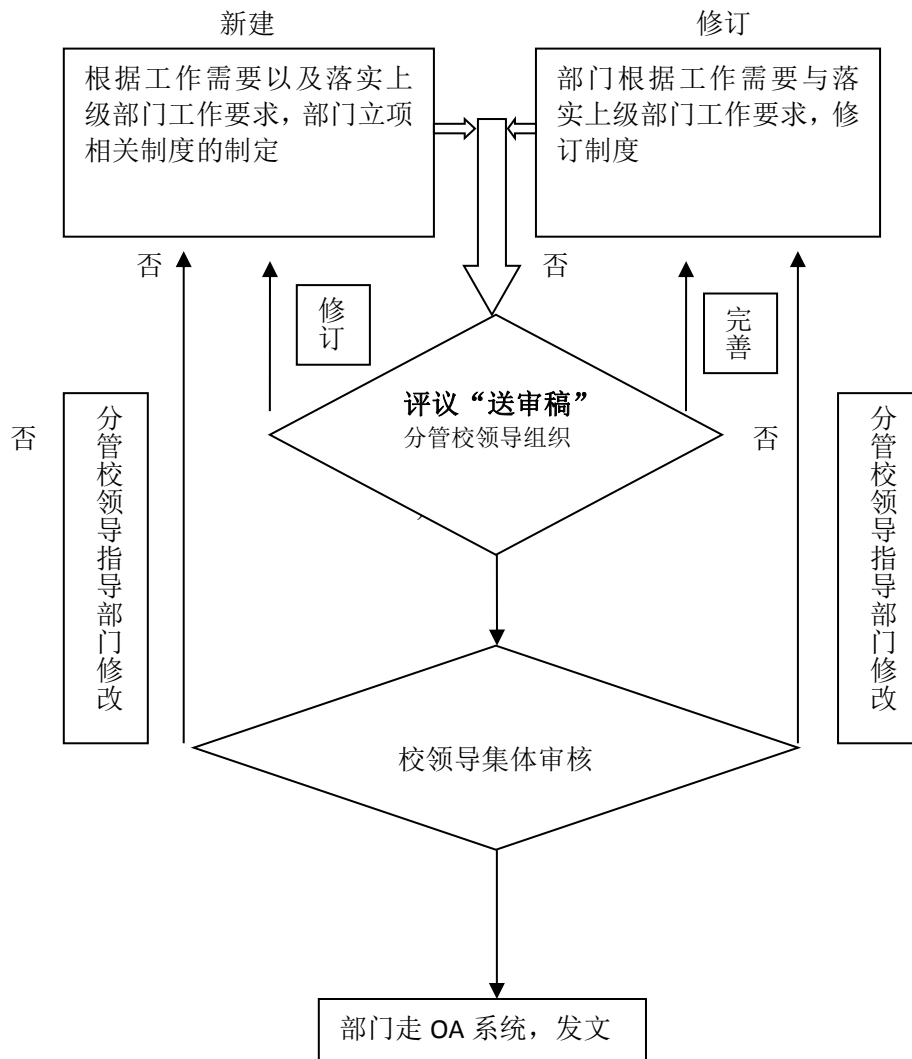 新建
修订
根据工作需要以及落实上
级部门工作要求，部门立项
相关制度的制定
部门根据工作需要与落
实上级部门工作要求，修
订制度
否
否
修订
完善
评议“送审稿”
分管校领导组织
否
否
分管校领导指导部门修改
分管校领导指导部门修改
校领导集体审核
部门走 OA 系统，发文